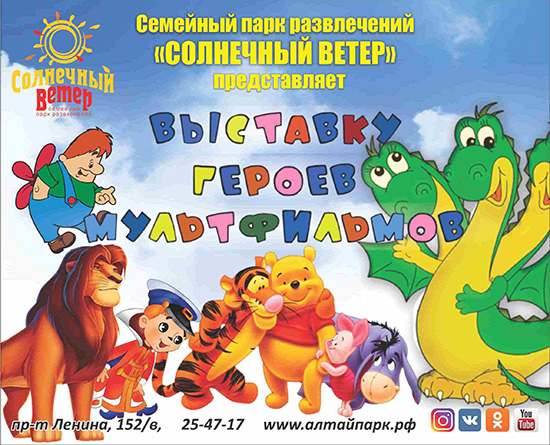 Солнечный
Ветер
семейный
парк развлечений
Семейный парк развлечений
«СОЛНЕЧНЫЙ ВЕТЕР»
представляет
ВЫСТАВКУ
ГЕРОЕВ
МУЛЬТФИЛЬМОВ
пр-т Ленина, 152/в, 25-47-17 www.алтайпарк.рф
You
Tube